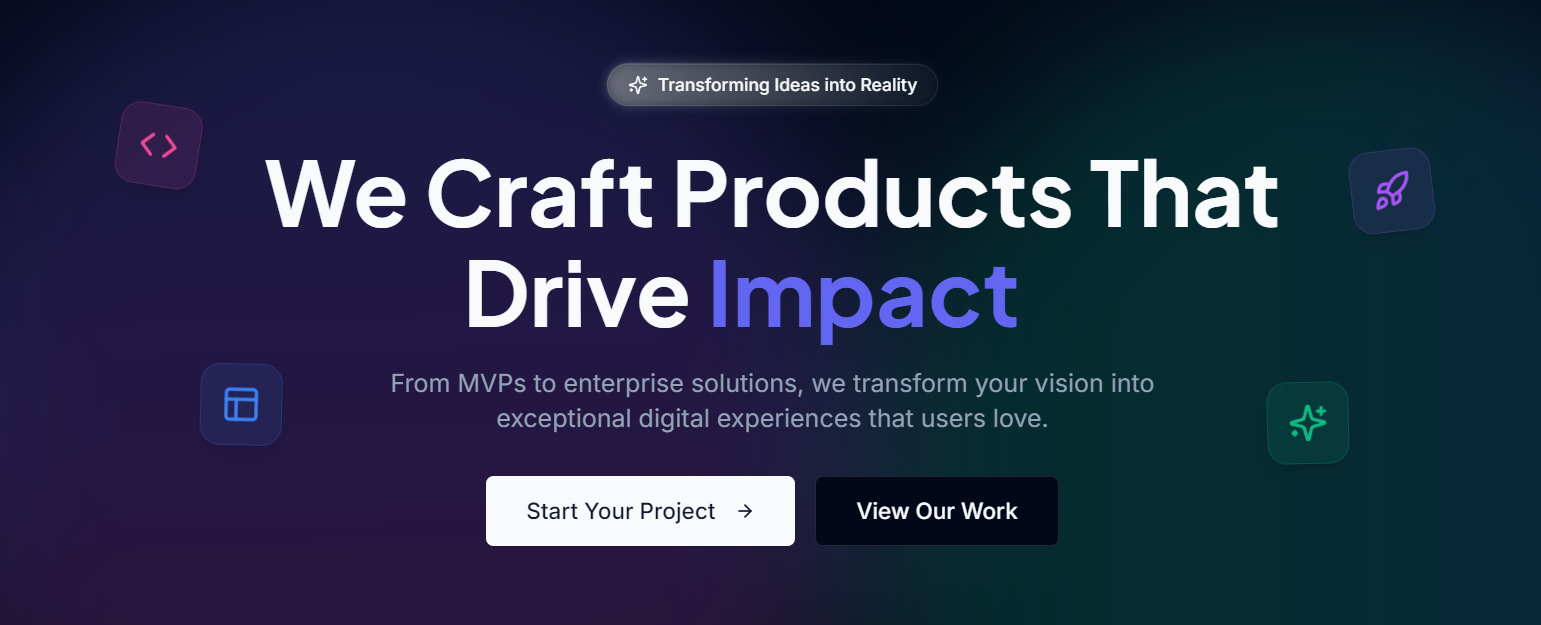 Transforming Ideas into Reality
We Craft Products That
Drive Impact
From MVPs to enterprise solutions, we transform your vision into
exceptional digital experiences that users love.
Start Your Project →
View Our Work